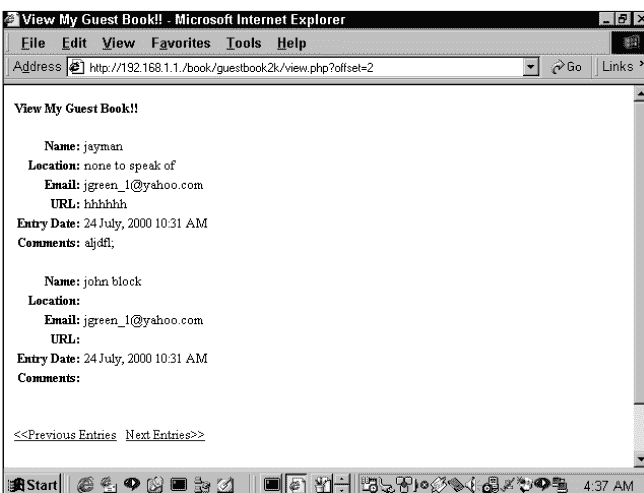 View My Guest Book!! - Microsoft Internet Explorer
File Edit View Favorites Tools Help
Address http://192.168.1.1./book/guestbook2k/view.php?offset=2 Go Links
View My Guest Book!!
Name: jayman
Location: none to speak of
Email: jgreen_1@yahoo.com
URL: hhhhhh
Entry Date: 24 July, 2000 10:31 AM
Comments: aljdfl;
Name: john block
Location:
Email: jgreen_1@yahoo.com
URL:
Entry Date: 24 July, 2000 10:31 AM
Comments:
<<Previous Entries Next Entries>>
Start 4:37 AM